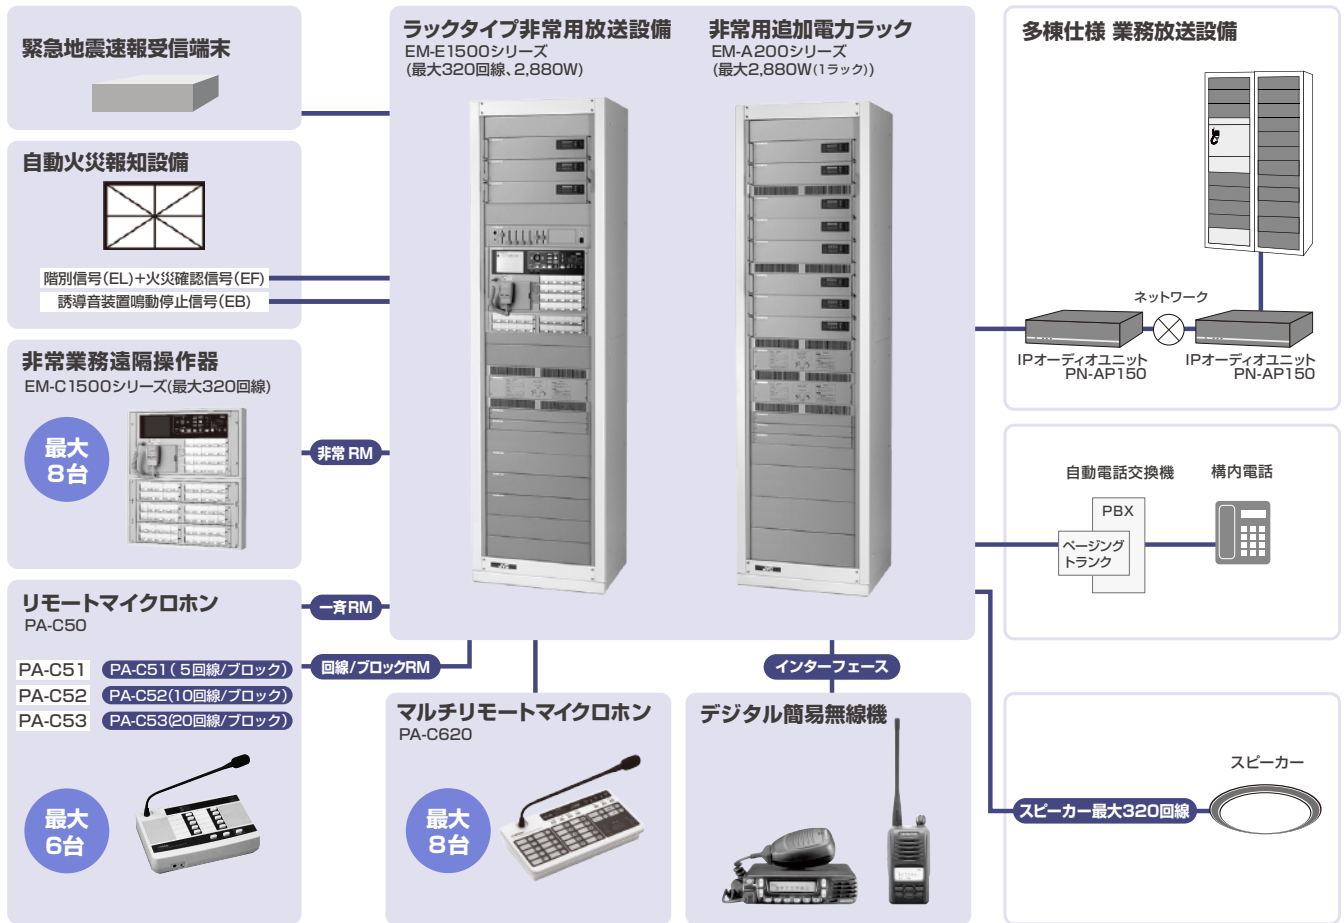 緊急地震速報受信端末
自動火災報知設備
階別信号(EL)+火災確認信号(EF)
誘導音装置鳴動停止信号(EB)
非常業務遠隔操作器
EM-C1500シリーズ(最大320回線)
最大
8台
非常RM
リモートマイクロホン
PA-C50
一斉RM
PA-C51
PA-C51(5回線/ブロック)
回線/ブロックRM
PA-C52
PA-C52(10回線/ブロック)
PA-C53
PA-C53(20回線/ブロック)
最大
6台
ラックタイプ非常用放送設備
EM-E1500シリーズ
(最大320回線、2,880W)
非常用追加電力ラック
EM-A200シリーズ
(最大2,880W(1ラック))
マルチリモートマイクロホン
PA-C620
最大
8台
インターフェース
デジタル簡易無線機
多棟仕様 業務放送設備
ネットワーク
IPオーディオユニット
PN-AP150
IPオーディオユニット
PN-AP150
自動電話交換機
構内電話
PBX
ページング
トランク
スピーカー
スピーカー最大320回線